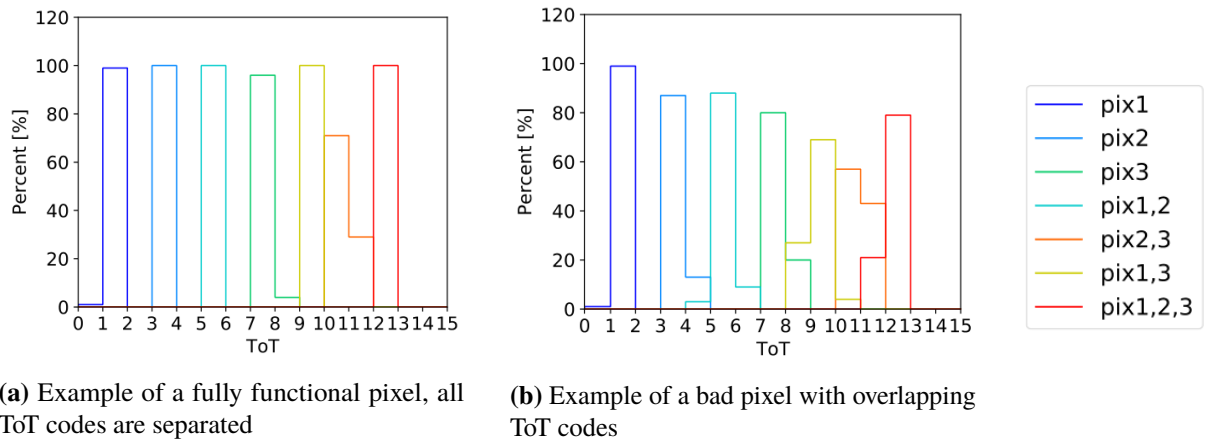 120
100
80
60
40
20
0
Percent [%]
0 1 2 3 4 5 6 7 8 9 10 11 12 13 14 15
ToT
120
100
80
60
40
20
0
Percent [%]
0 1 2 3 4 5 6 7 8 9 10 11 12 13 14 15
ToT
pix1
pix2
pix3
pix1,2
pix2,3
pix1,3
pix1,2,3
(a) Example of a fully functional pixel, all
ToT codes are separated
(b) Example of a bad pixel with overlapping
ToT codes